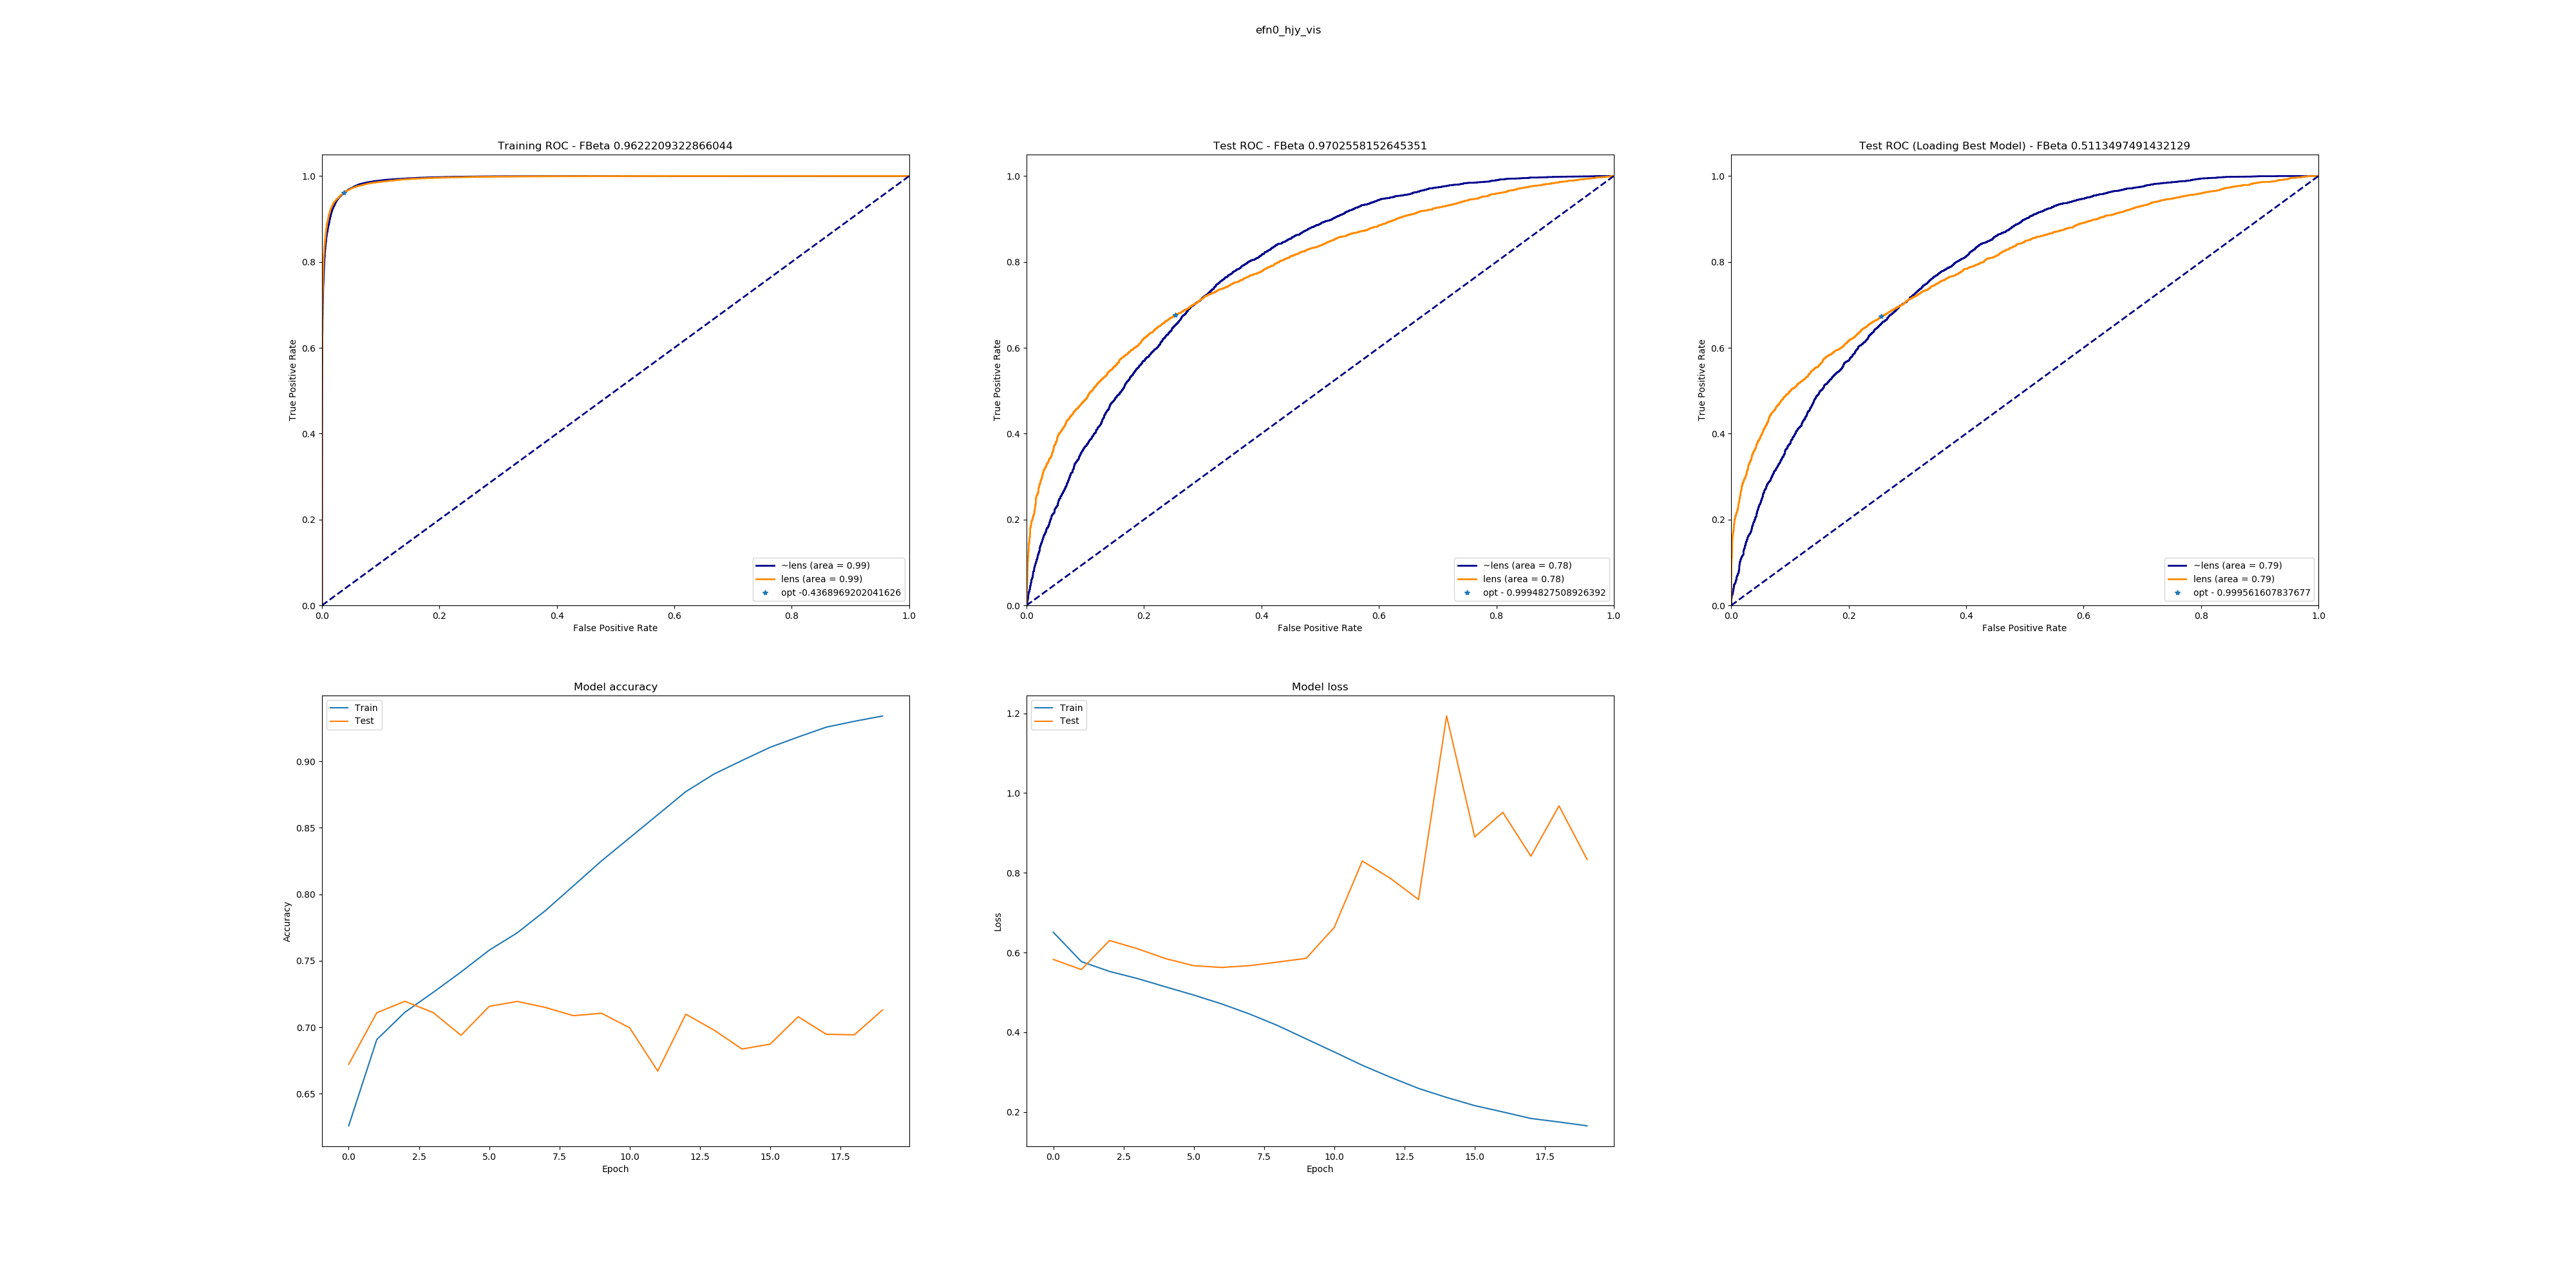 efn0_hjy_vis
Training ROC - FBeta 0.9622209322866044
True Positive Rate
1.0
0.8
0.6
0.4
0.2
0.0
0.0 0.2 0.4 0.6 0.8 1.0
False Positive Rate
~lens (area = 0.99)
lens (area = 0.99)
opt -0.4368969202041626
Test ROC - FBeta 0.9702558152645351
True Positive Rate
1.0
0.8
0.6
0.4
0.2
0.0
0.0 0.2 0.4 0.6 0.8 1.0
False Positive Rate
~lens (area = 0.78)
lens (area = 0.78)
opt - 0.9994827508926392
Test ROC (Loading Best Model) - FBeta 0.5113497491432129
True Positive Rate
1.0
0.8
0.6
0.4
0.2
0.0
0.0 0.2 0.4 0.6 0.8 1.0
False Positive Rate
~lens (area = 0.79)
lens (area = 0.79)
opt - 0.999561607837677
Model accuracy
Train
Test
Accuracy
0.90
0.85
0.80
0.75
0.70
0.65
0.0 2.5 5.0 7.5 10.0 12.5 15.0 17.5
Epoch
Model loss
Train
Test
Loss
1.2
1.0
0.8
0.6
0.4
0.2
0.0 2.5 5.0 7.5 10.0 12.5 15.0 17.5
Epoch